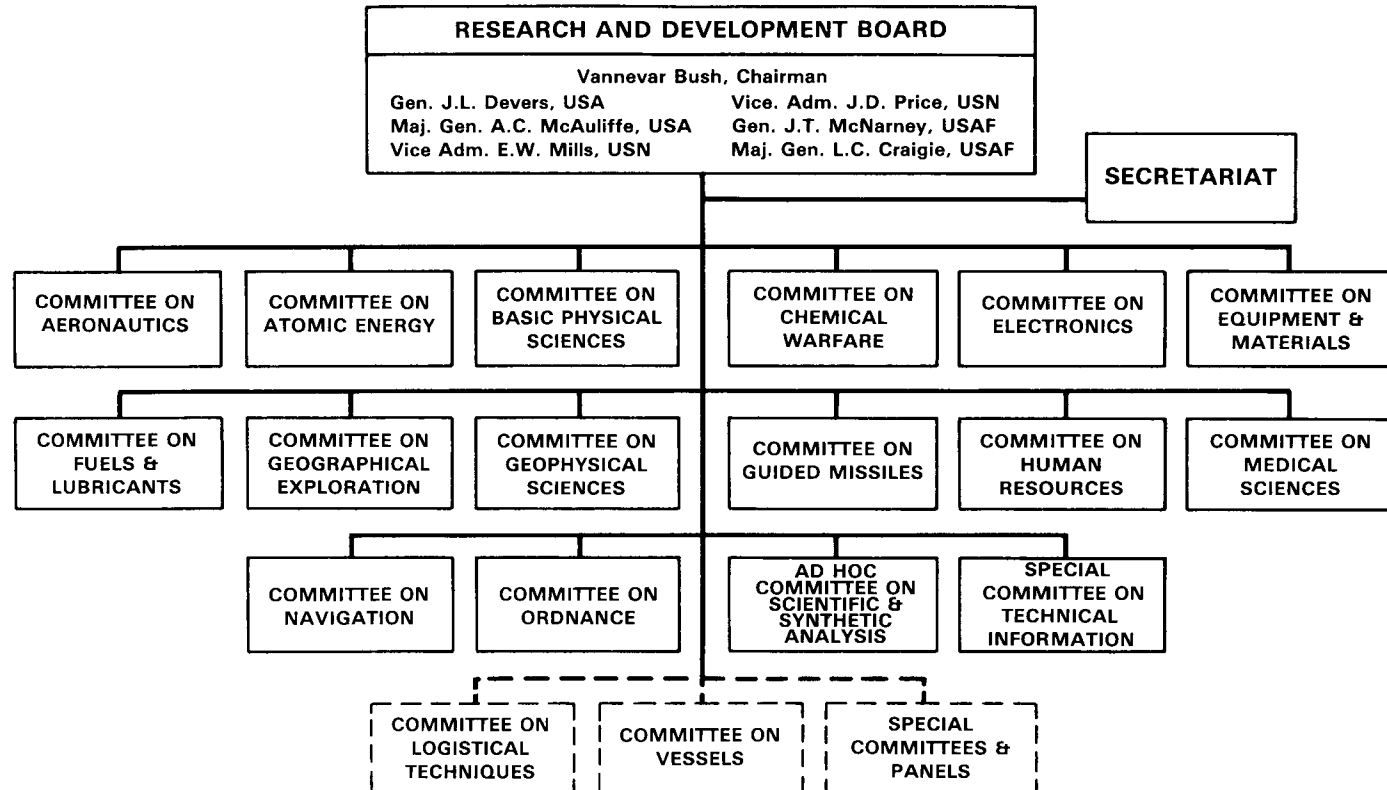 RESEARCH AND DEVELOPMENT BOARD
Vannevar Bush, Chairman
Gen. J.L. Devers, USA
Maj. Gen. A.C. McAuliffe, USA
Vice Adm. E.W. Mills, USN
Vice. Adm. J.D. Price, USN
Gen. J.T. McNarney, USAF
Maj. Gen. L.C. Craigie, USAF
SECRETARIAT
COMMITTEE ON
AERONAUTICS
COMMITTEE ON
ATOMIC ENERGY
COMMITTEE ON
BASIC PHYSICAL
SCIENCES
COMMITTEE ON
CHEMICAL
WARFARE
COMMITTEE ON
ELECTRONICS
COMMITTEE ON
EQUIPMENT &
MATERIALS
COMMITTEE ON
FUELS &
LUBRICANTS
COMMITTEE ON
GEOGRAPHICAL
EXPLORATION
COMMITTEE ON
GEOPHYSICAL
SCIENCES
COMMITTEE ON
GUIDED MISSILES
COMMITTEE ON
HUMAN
RESOURCES
COMMITTEE ON
MEDICAL
SCIENCES
COMMITTEE ON
NAVIGATION
COMMITTEE ON
ORDNANCE
AD HOC
COMMITTEE ON
SCIENTIFIC &
SYNTHETIC
ANALYSIS
SPECIAL
COMMITTEE ON
TECHNICAL
INFORMATION
COMMITTEE ON
LOGISTICAL
TECHNIQUES
COMMITTEE ON
VESSELS
SPECIAL
COMMITTEES &
PANELS